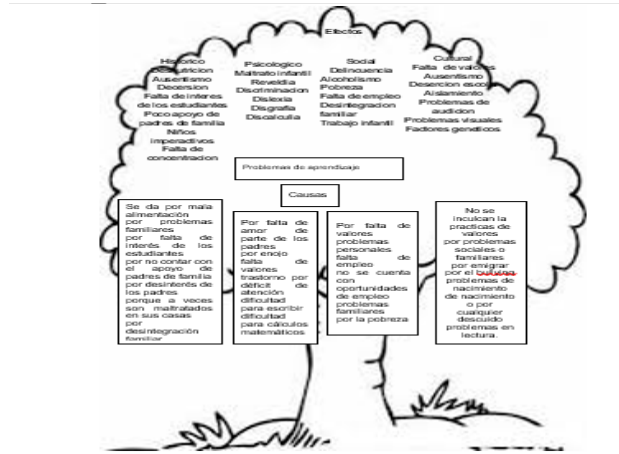 Efectos
Historico
Desnutricion
Ausentismo
Decersion
Falta de interes
de los estudiantes
Poco apoyo de
padres de familia
Niños
imperactivos
Falta de
concentracion
Psicologico
Maltrato infantil
Reveldia
Discriminacion
Dislexia
Disgrafia
Discalculia
Social
Delincuencia
Alcoholismo
Pobreza
Falta de empleo
Desintegracion
familiar
Trabajo infantil
Cultural
Falta de valores
Ausentismo
Desercion escolar
Aislamiento
Problemas de
audicion
Problemas visuales
Factores geneticos
Problemas de aprendizaje
Causas
Se da por mala
alimentación
por problemas
familiares
por falta de
interés de los
estudiantes
por no contar con
el apoyo de
padres de familia
por desinterés de
los padres
porque a veces
son maltratados
en sus casas
por
desintegración
familiar
Por falta de
amor de
parte de los
padres
por enojo
falta de
valores
trastorno por
déficit de
atención
dificultad
para escribir
dificultad
para cálculos
matemáticos
Por falta de
valores
problemas
personales
falta de
empleo
no se cuenta
con
oportunidades
de empleo
problemas
familiares
por la pobreza
No se
inculcan la
practicas de
valores
por problemas
sociales o
familiares
por emigrar
por el
problemas de
nacimiento
de nacimiento
o por
cualquier
descuido
problemas en
lectura.